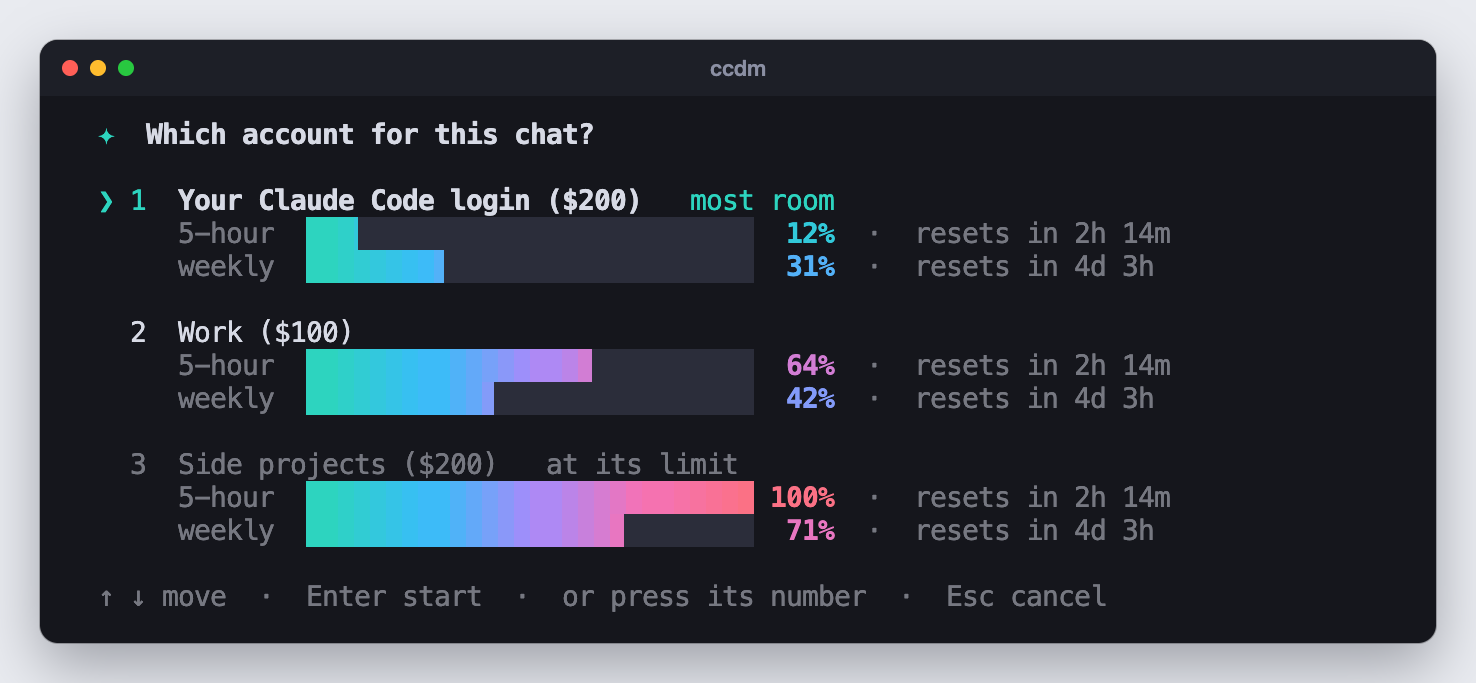 ccdm
✦ Which account for this chat?
❯ 1 Your Claude Code login ($200) most room
5-hour 12% · resets in 2h 14m
weekly 31% · resets in 4d 3h
2 Work ($100)
5-hour 64% · resets in 2h 14m
weekly 42% · resets in 4d 3h
3 Side projects ($200) at its limit
5-hour 100% · resets in 2h 14m
weekly 71% · resets in 4d 3h
↑ ↓ move · Enter start · or press its number · Esc cancel